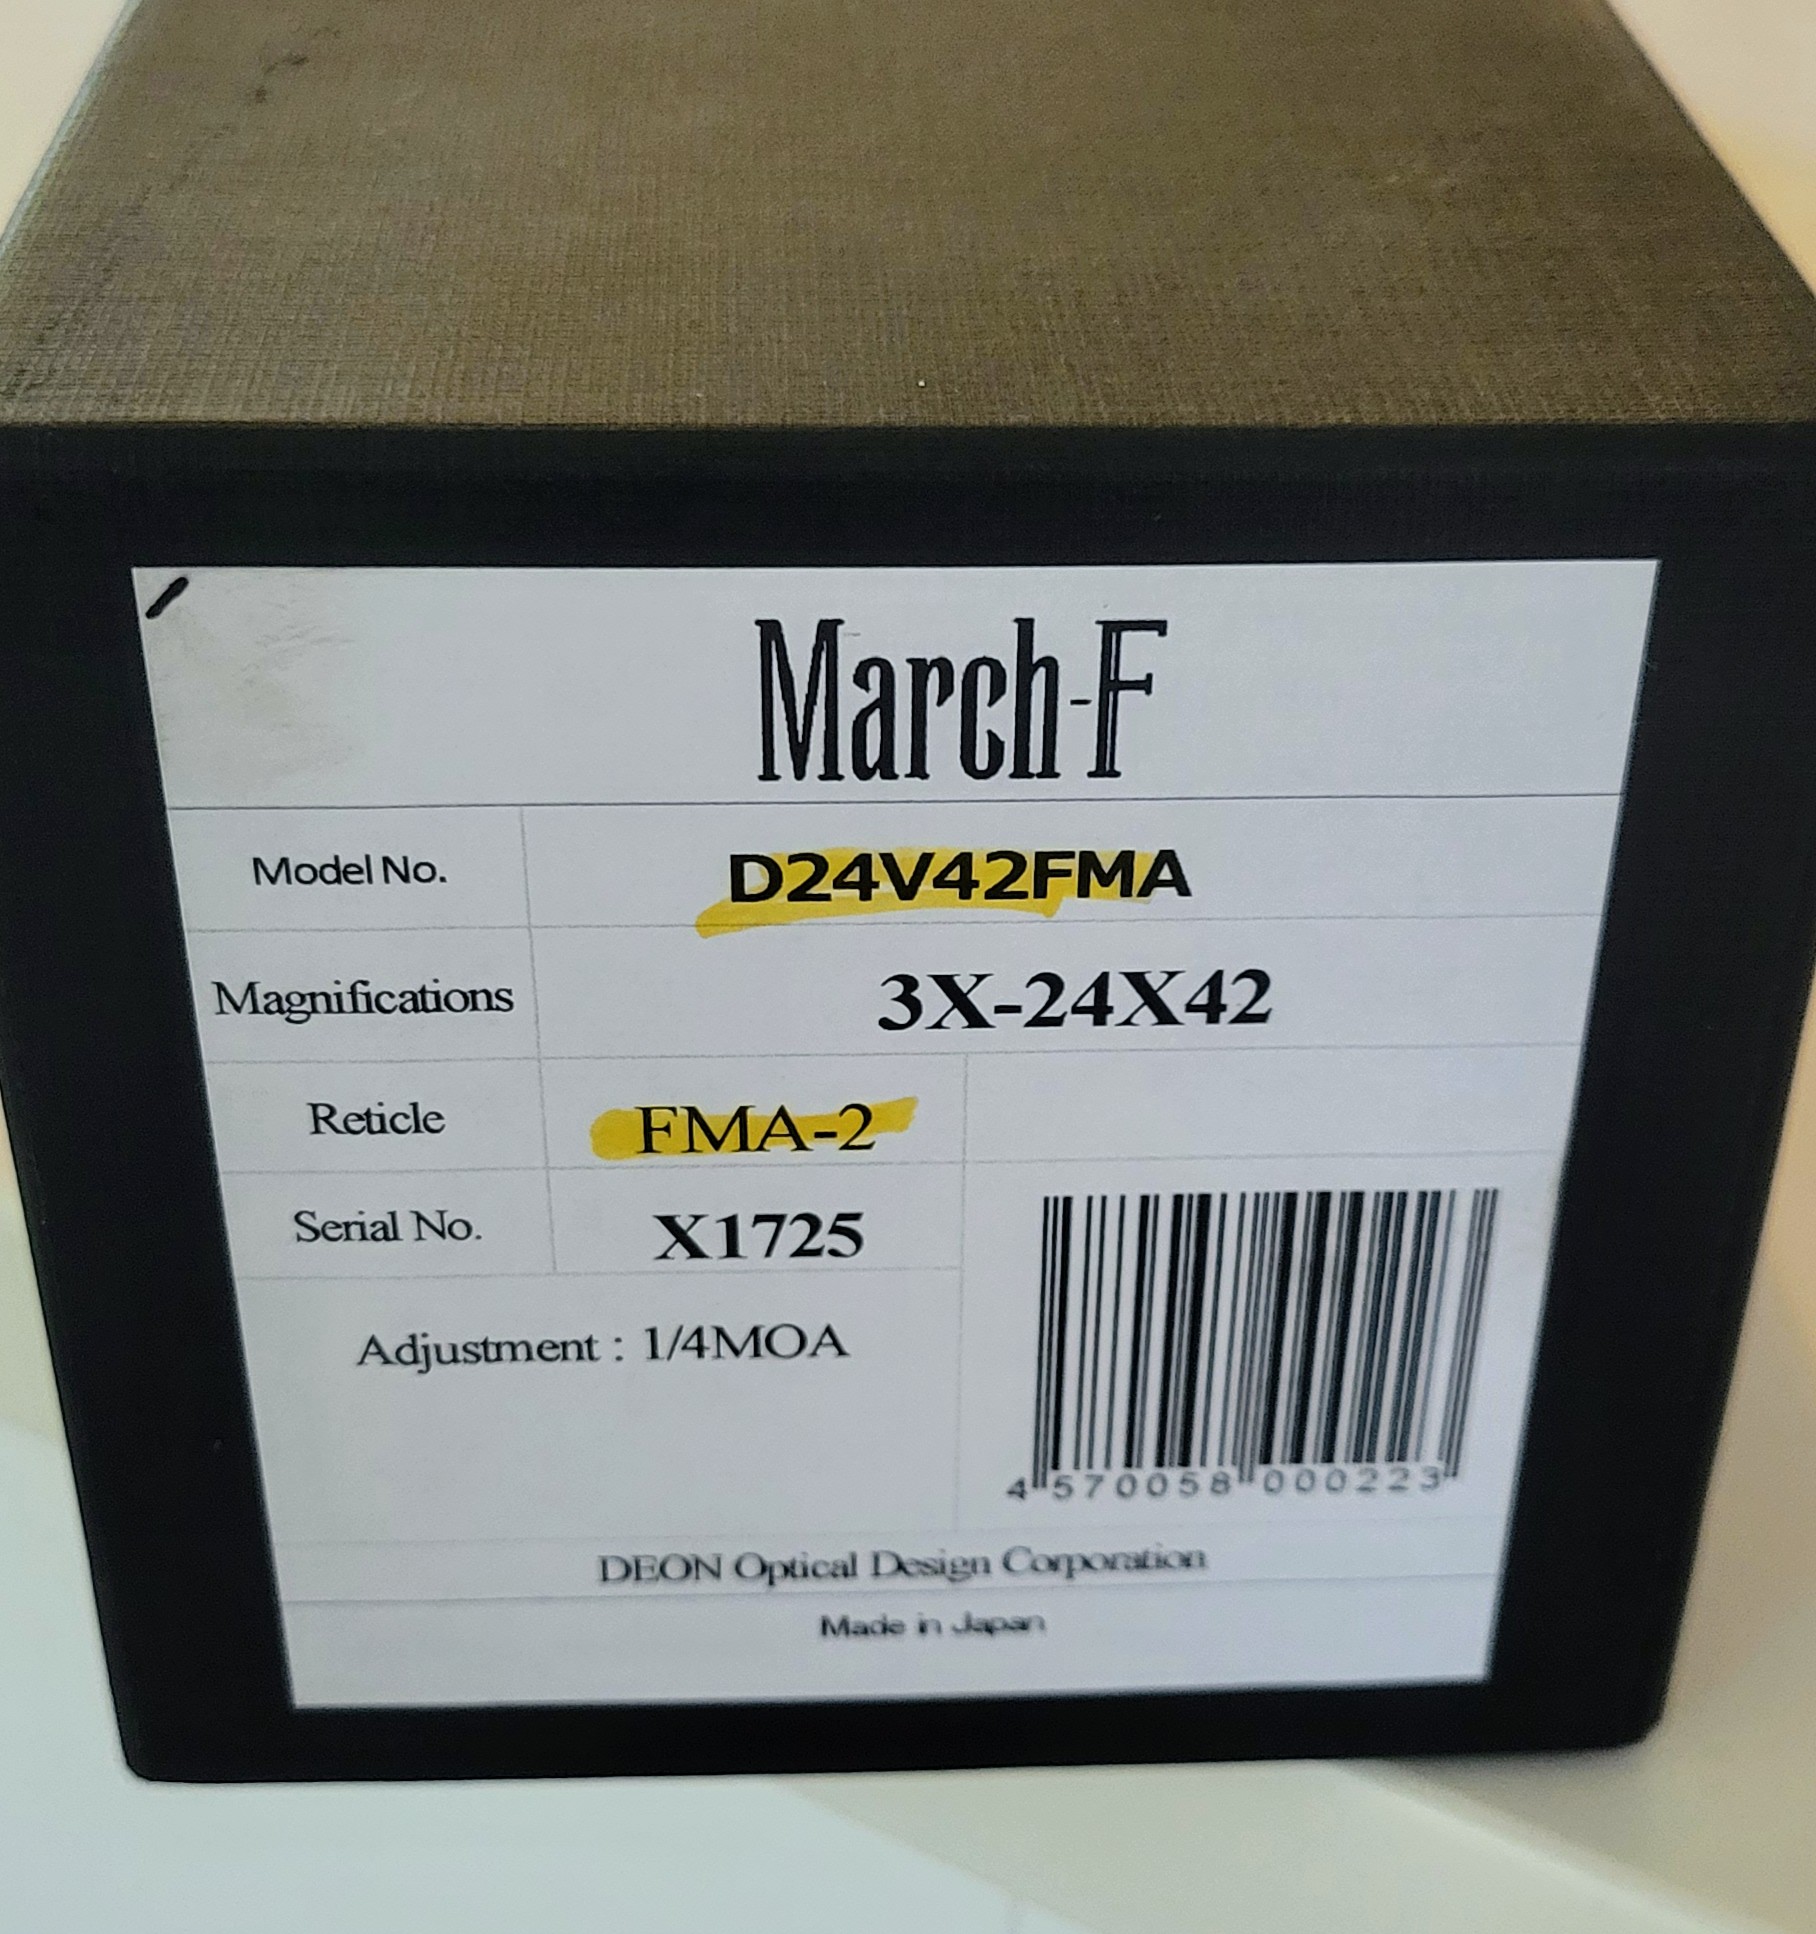 March-F
Model No. D24V42FMA
Magnifications 3X-24X42
Reticle FMA-2
Serial No. X1725
Adjustment : 1/4MOA
4 570058 000223
DEON Optical Design Corporation
Made in Japan